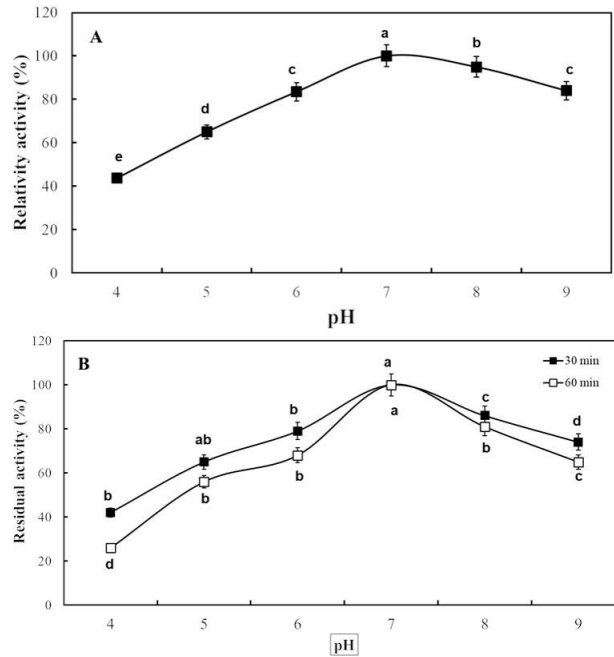 A
Relativity activity (%)
120
100
80
60
40
20
0
e
d
c
a
b
c
4 5 6 7 8 9
pH
B
Residual activity (%)
120
100
80
60
40
20
0
30 min
60 min
b
ab
b
a
c
d
d
b
b
a
b
c
4 5 6 7 8 9
pH